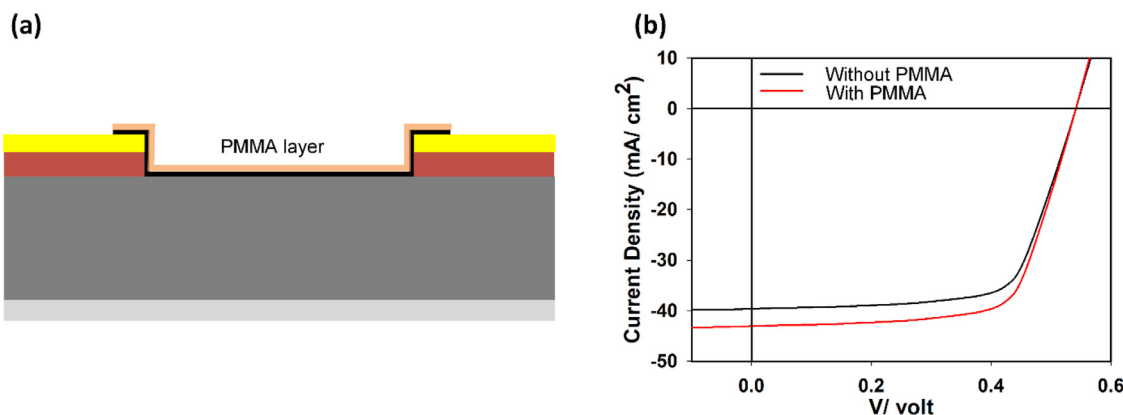 (a)
PMMA layer
(b)
Without PMMA
With PMMA
Current Density (mA/ cm²)
10
0
-10
-20
-30
-40
-50
0.0 0.2 0.4 0.6
V/ volt